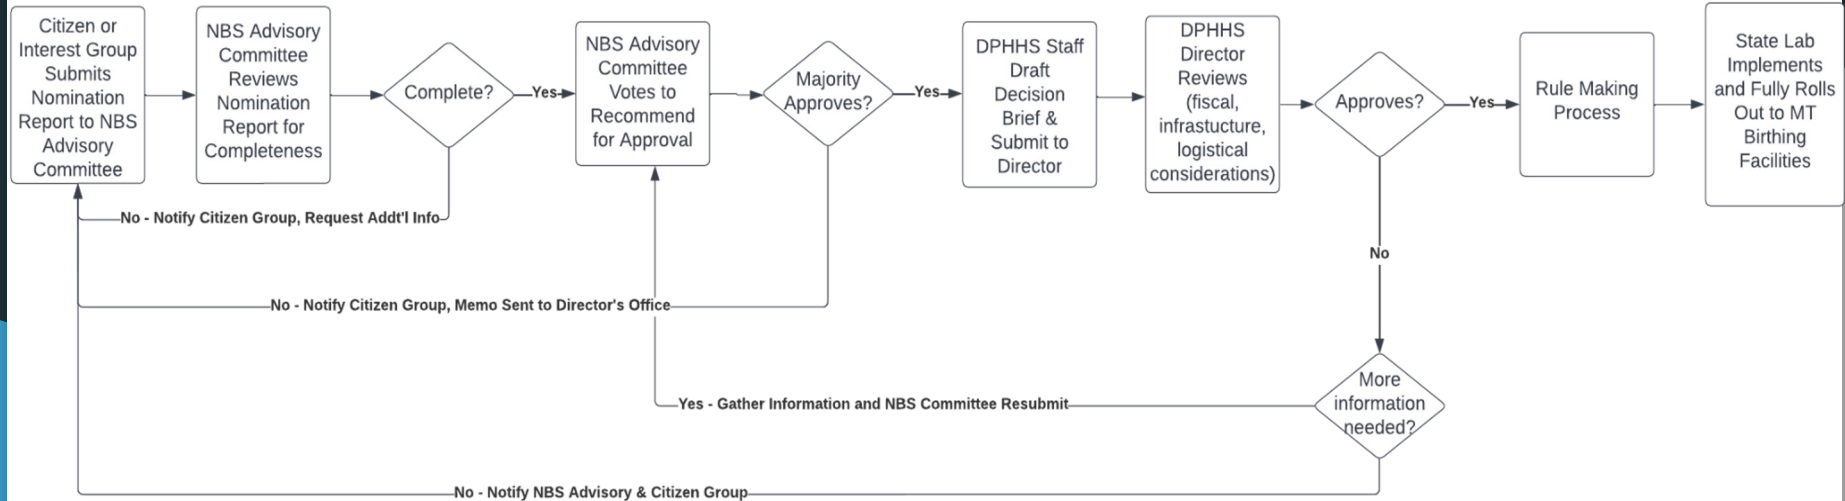 Citizen or
Interest Group
Submits
Nomination
Report to NBS
Advisory
Committee
NBS Advisory
Committee
Reviews
Nomination
Report for
Completeness
Complete?
Yes
NBS Advisory
Committee
Votes to
Recommend
for Approval
Majority
Approves?
Yes
DPHHS Staff
Draft
Decision
Brief &
Submit to
Director
DPHHS
Director
Reviews
(fiscal,
infrastucture,
logistical
considerations)
Approves?
Yes
Rule Making
Process
State Lab
Implements
and Fully Rolls
Out to MT
Birthing
Facilities
No - Notify Citizen Group, Request Addt'l Info
No
No - Notify Citizen Group, Memo Sent to Director's Office
More
information
needed?
Yes - Gather Information and NBS Committee Resubmit
No - Notify NBS Advisory & Citizen Group